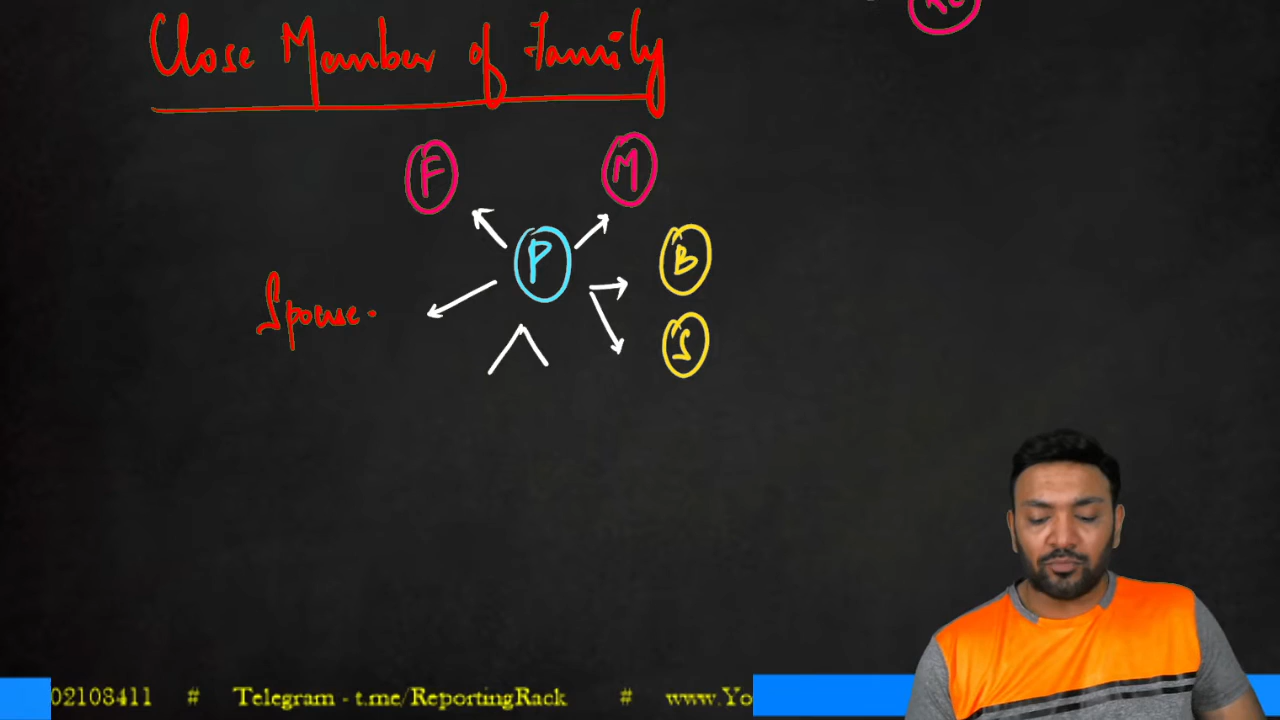 Close Member of Family
F
M
P
B
Spouse.
S
02108411 # Telegram - t.me/ReportingRack # www.Yo